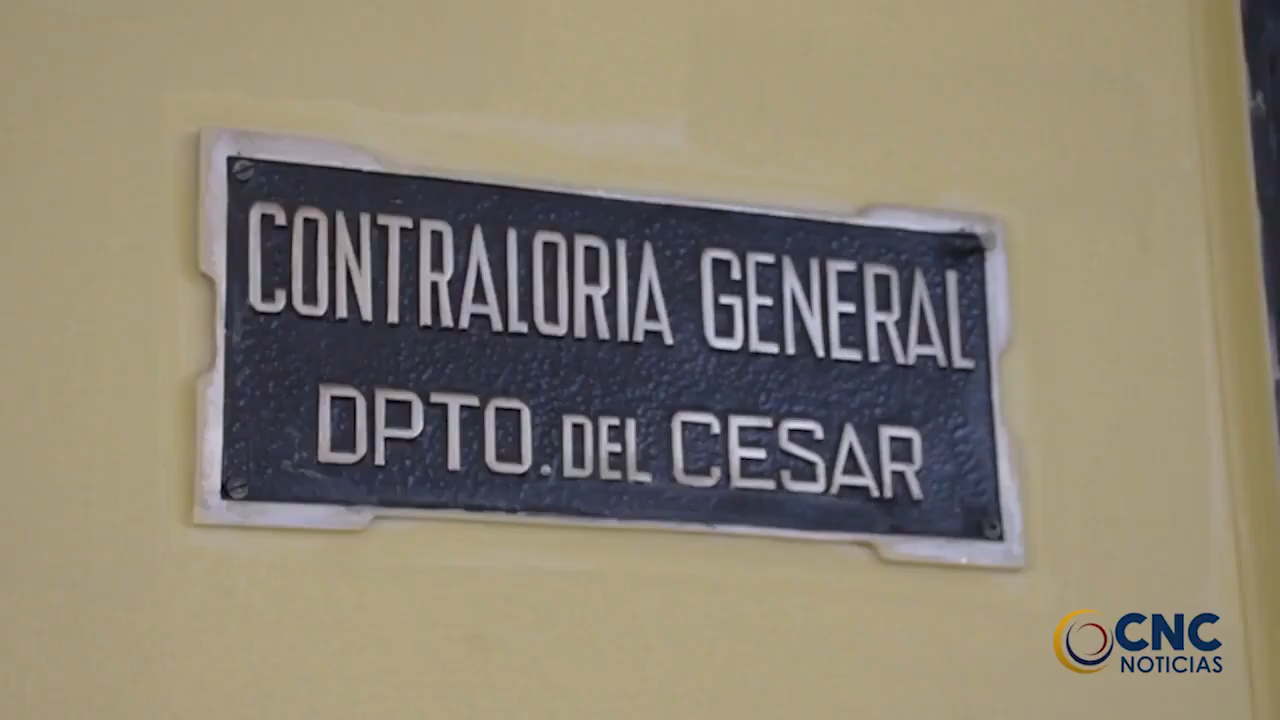 CONTRALORIA GENERAL
DPTO. DEL CESAR
CNC
NOTICIAS